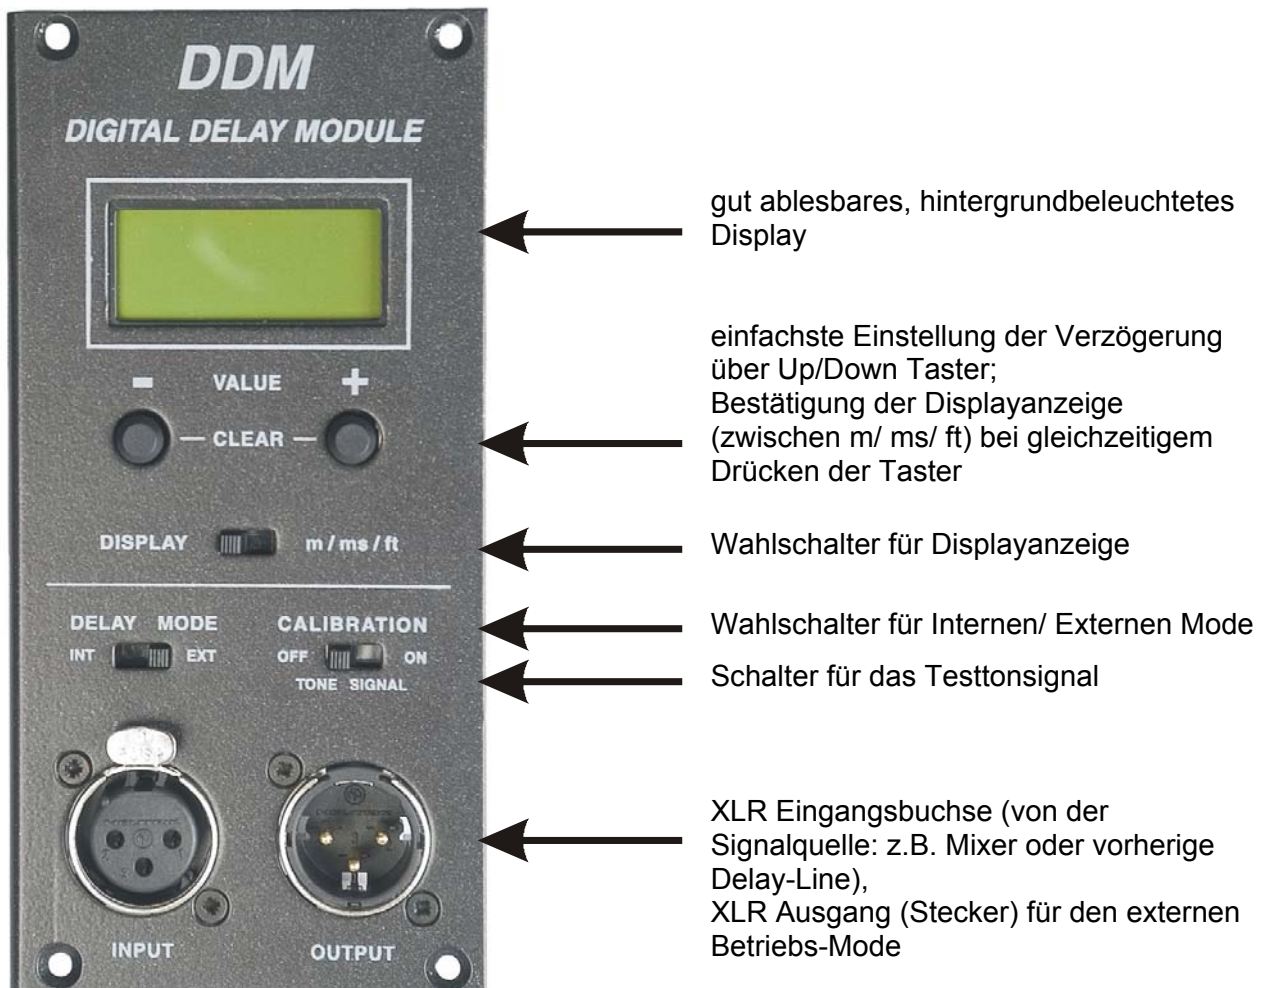 DDM
DIGITAL DELAY MODULE
gut ablesbares, hintergrundbeleuchtetes
Display
- VALUE +
— CLEAR —
einfachste Einstellung der Verzögerung
über Up/Down Taster;
Bestätigung der Displayanzeige
(zwischen m/ ms/ ft) bei gleichzeitigem
Drücken der Taster
DISPLAY m / ms / ft
Wahlschalter für Displayanzeige
DELAY MODE
INT EXT
CALIBRATION
OFF ON
TONE SIGNAL
Wahlschalter für Internen/ Externen Mode
Schalter für das Testtonsignal
INPUT
OUTPUT
XLR Eingangsbuchse (von der
Signalquelle: z.B. Mixer oder vorherige
Delay-Line),
XLR Ausgang (Stecker) für den externen
Betriebs-Mode